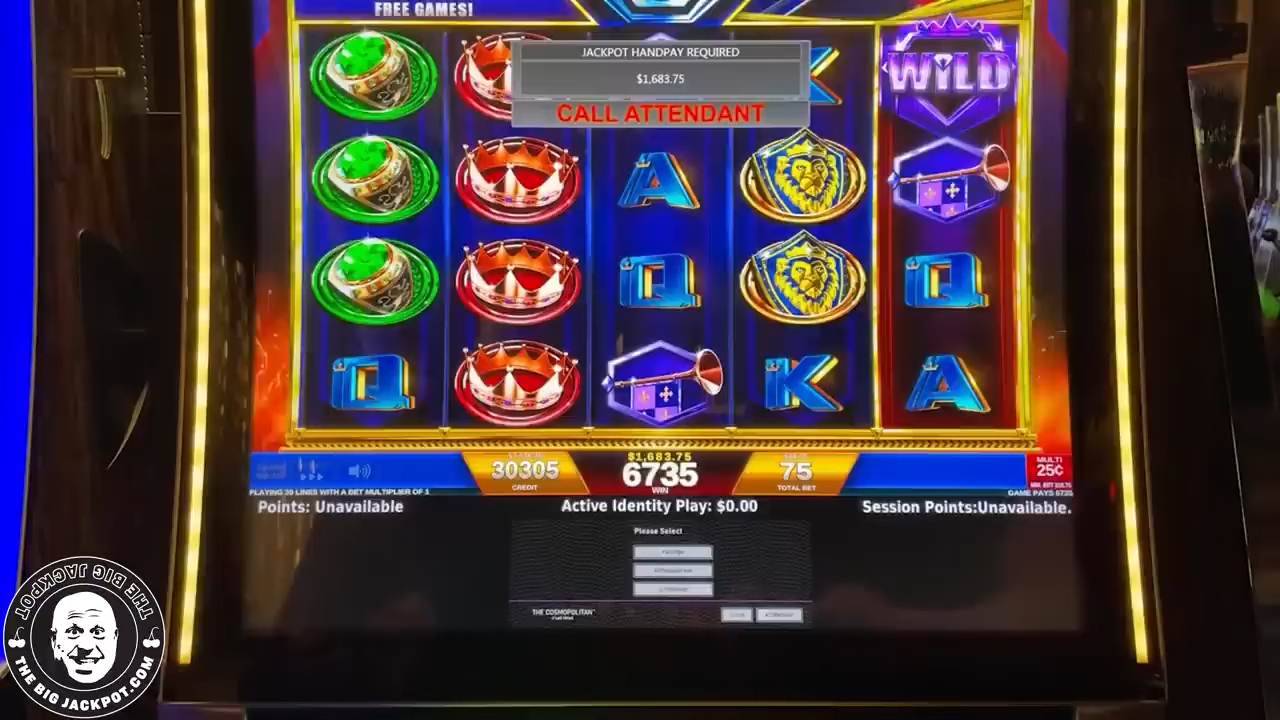 FREE GAMES!
JACKPOT HANDPAY REQUIRED
$1,683.75
CALL ATTENDANT
K
WILD
A
Q
Q
Q
K
A
$1,683.75
30305
6735
75
CREDIT
WIN
TOTAL BET
MULTI
25¢
PLAYING 30 LINES WITH A BET MULTIPLIER OF 1
GAME PAYS 6735
Points: Unavailable
Active Identity Play: $0.00
Session Points:Unavailable.
Please Select
THE COSMOPOLITAN
THE BIG JACKPOT
THE BIG JACKPOT.COM